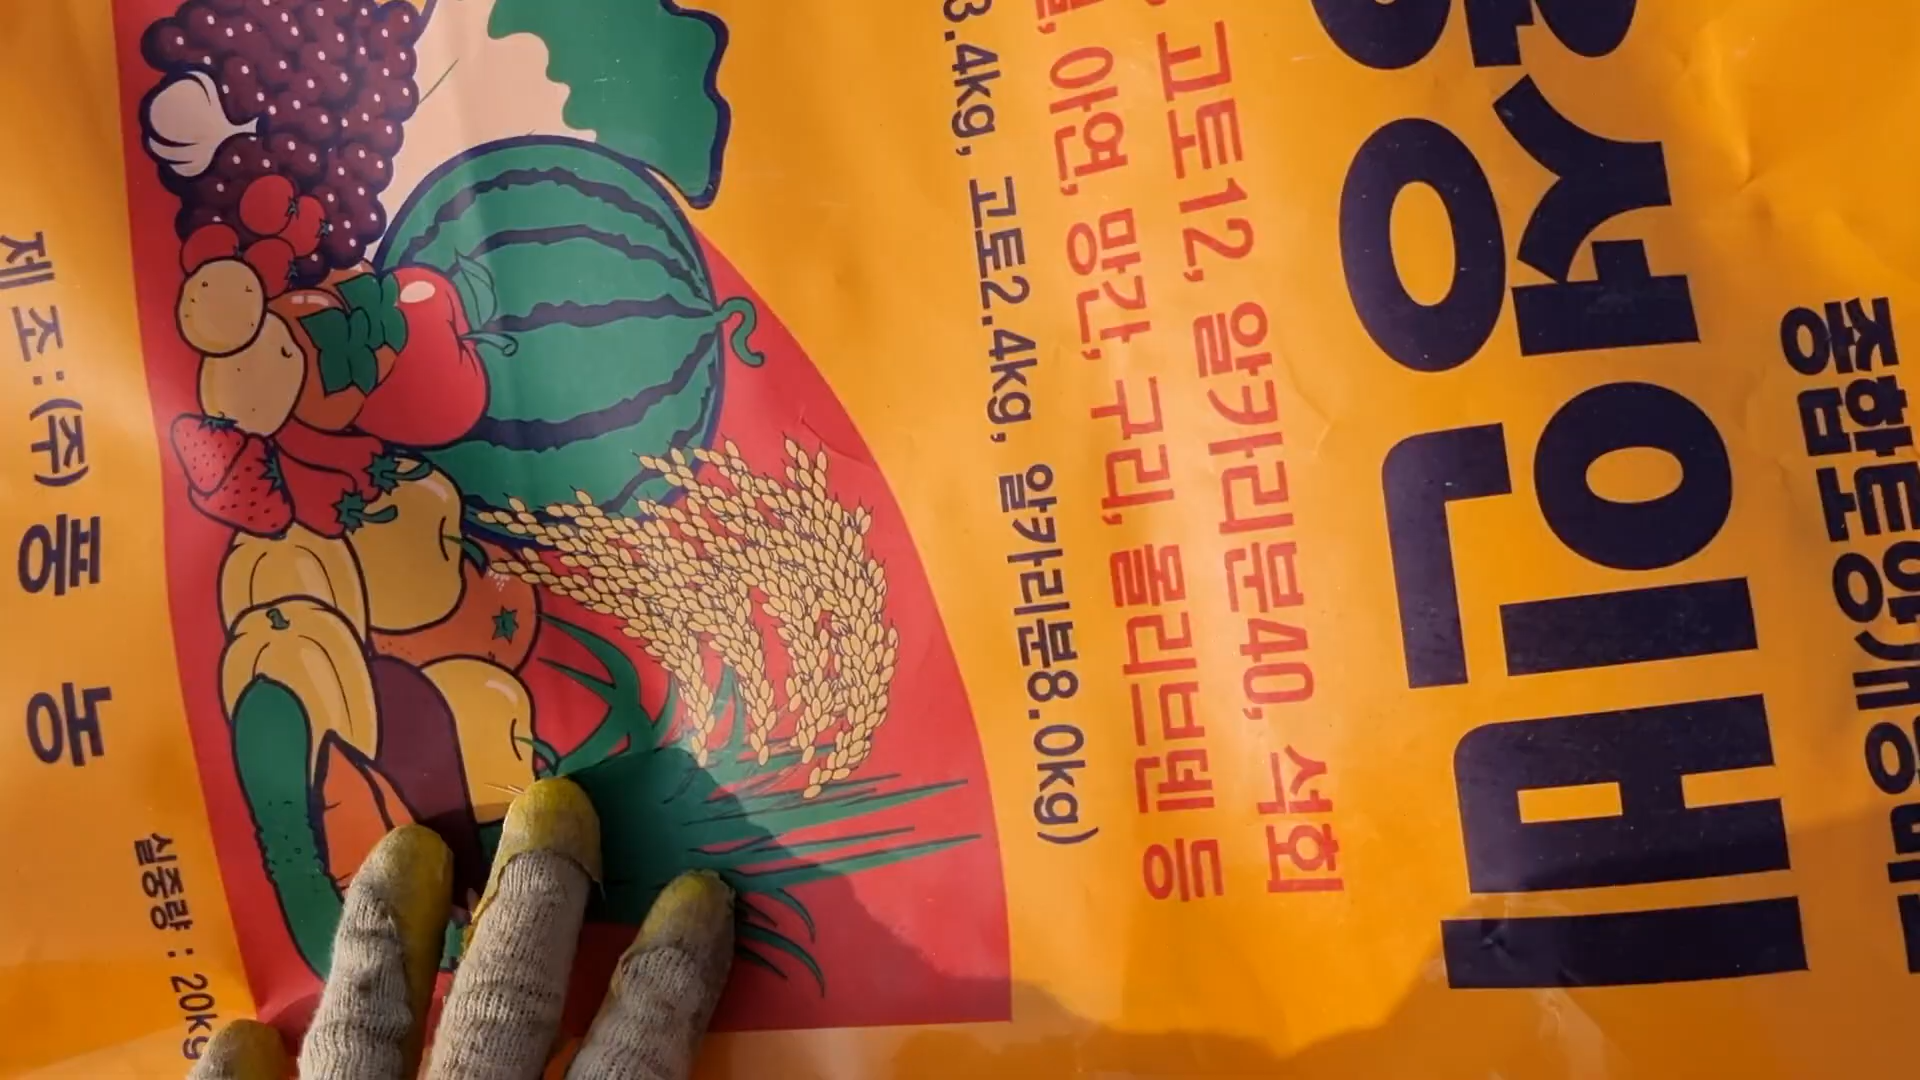 종합토양개량비료
용성인비
고토12, 알카리분40, 석회
아연, 망간, 구리, 몰리브덴 등
3.4kg, 고토2.4kg, 알카리분8.0kg)
제 조 : (주) 풍 농
실중량 : 20kg